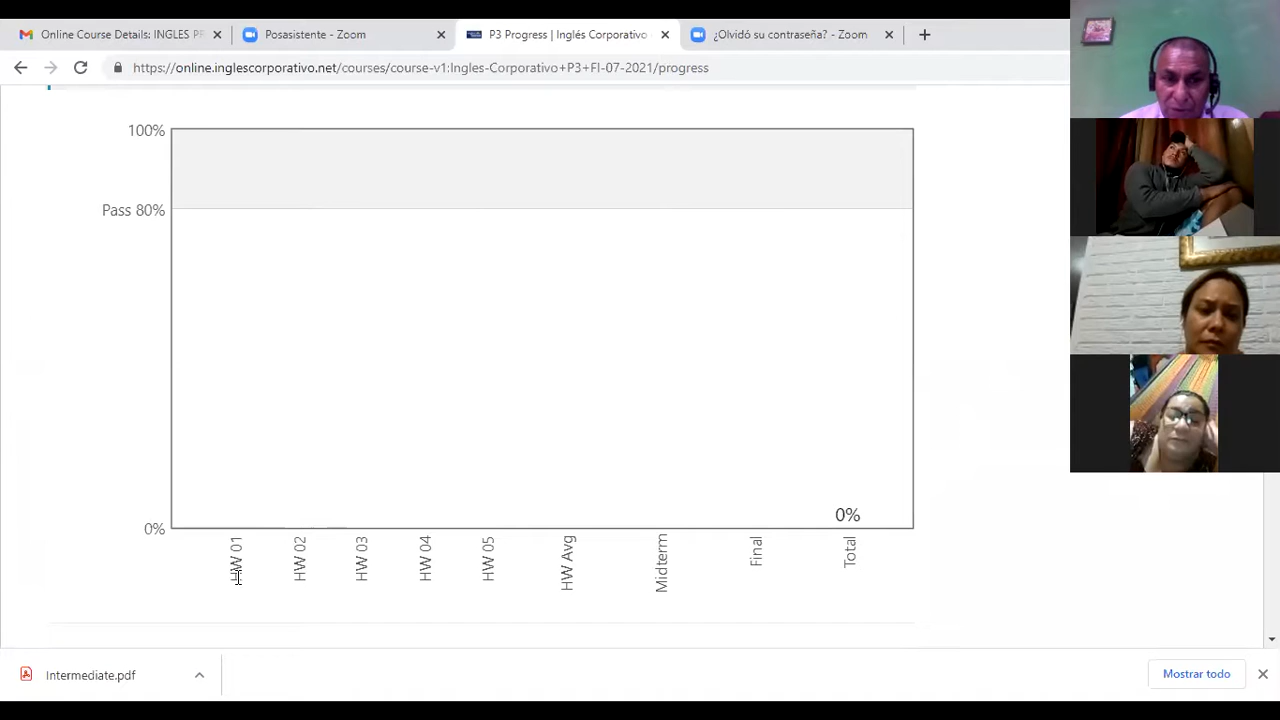 Online Course Details: INGLES PR
Posasistente - Zoom
P3 Progress | Inglés Corporativo
¿Olvidó su contraseña? - Zoom
https://online.inglescorporativo.net/courses/course-v1:Ingles-Corporativo+P3+FI-07-2021/progress
100%
Pass 80%
0%
0%
HW 01
HW 02
HW 03
HW 04
HW 05
HW Avg
Midterm
Final
Total
Intermediate.pdf
Mostrar todo